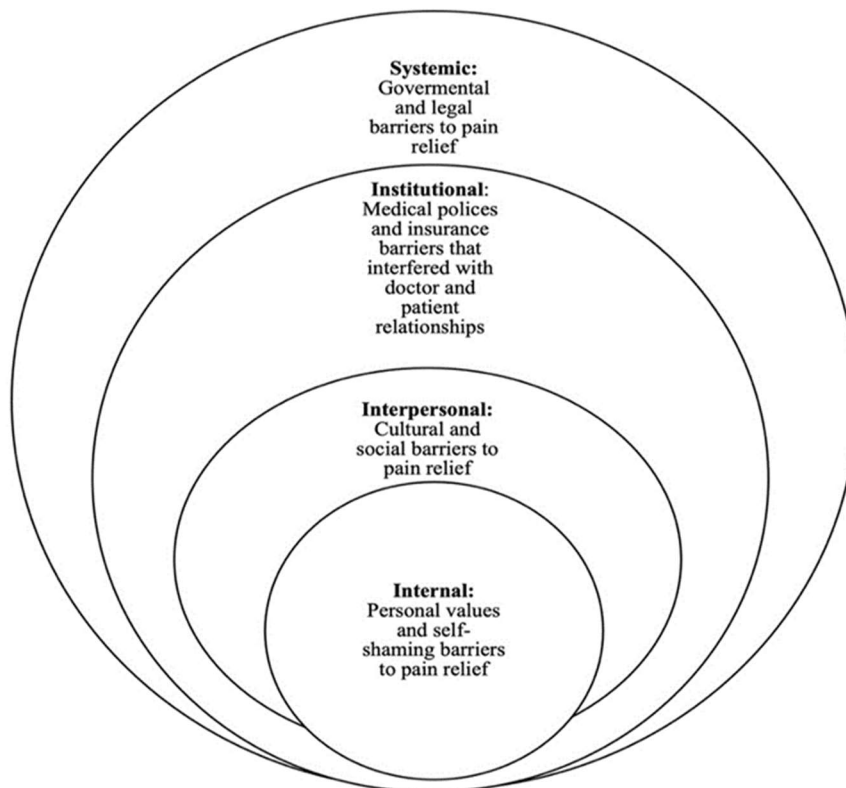 Systemic:
Govermental
and legal
barriers to pain
relief
Institutional:
Medical polices
and insurance
barriers that
interfered with
doctor and
patient
relationships
Interpersonal:
Cultural and
social barriers to
pain relief
Internal:
Personal values
and self-
shaming barriers
to pain relief